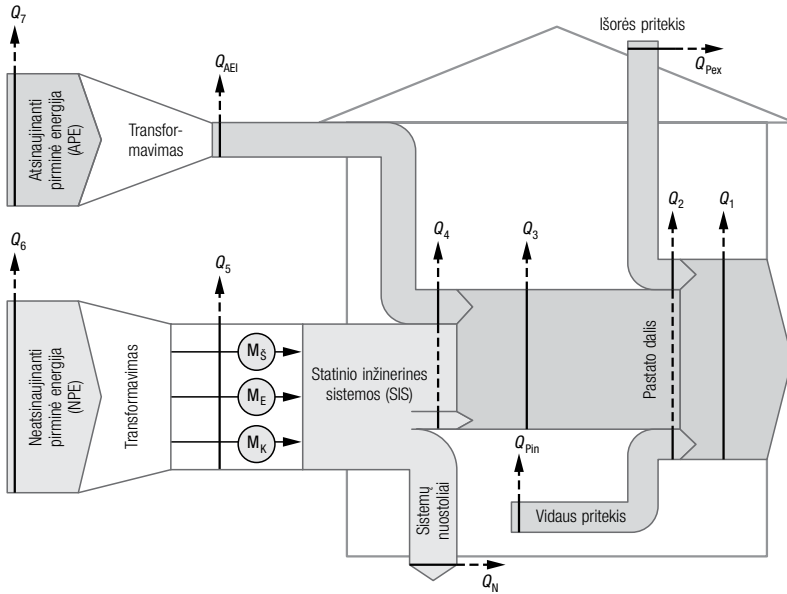 Q7
QAEI
Išorės pritekis
QPex
Atsinaujinanti
pirminė energija
(APE)
Transfor-
mavimas
Q6
Q5
Q4
Q3
Q2
Q1
Neatsinaujinanti
pirminė energija
(NPE)
Transformavimas
MŠ
ME
MK
Statinio inžinerines
sistemos (SIS)
Pastato dalis
QPin
Vidaus pritekis
Sistemų
nuostoliai
QN